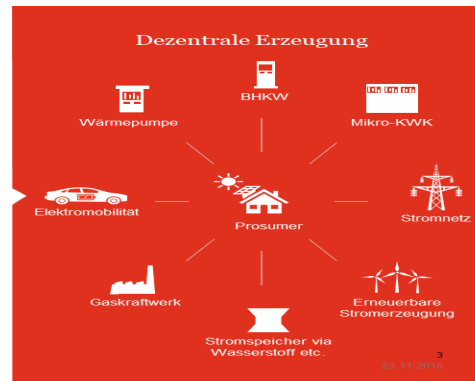 Dezentrale Erzeugung
BHKW
Wärmepumpe
Mikro-KWK
Elektromobilität
Prosumer
Stromnetz
Gaskraftwerk
Erneuerbare
Stromerzeugung
Stromspeicher via
Wasserstoff etc.
3
23.11.2018